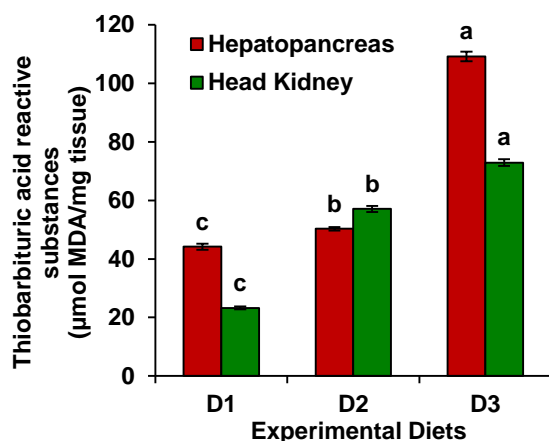 Thiobarbituric acid reactive
substances
(µmol MDA/mg tissue)
120
100
80
60
40
20
0
Hepatopancreas
Head Kidney
c
c
b
b
a
a
D1
D2
D3
Experimental Diets